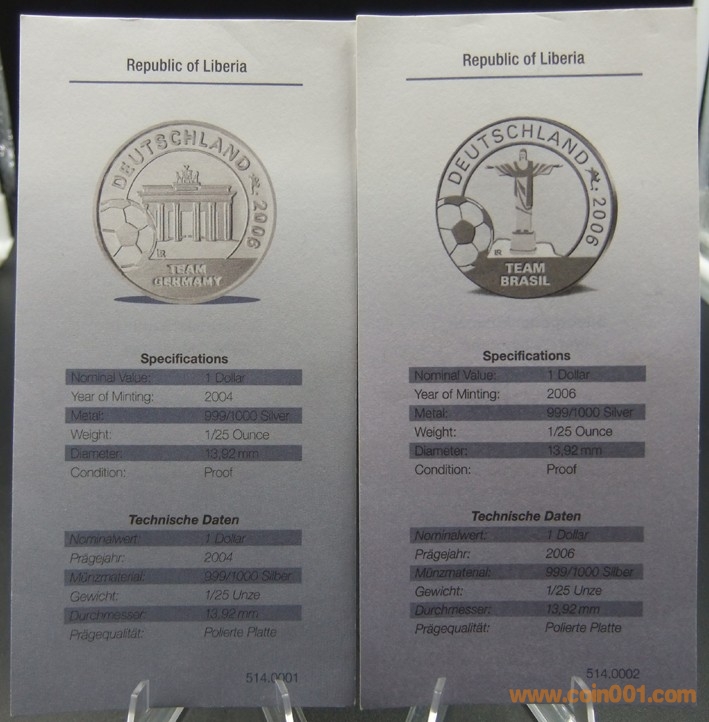 Republic of Liberia
DEUTSCHLAND 2006
IR
TEAM
GERMANY
Specifications
Nominal Value: 1 Dollar
Year of Minting: 2004
Metal: 999/1000 Silver
Weight: 1/25 Ounce
Diameter: 13,92 mm
Condition: Proof
Technische Daten
Nominalwert: 1 Dollar
Prägejahr: 2004
Münzmaterial: 999/1000 Silber
Gewicht: 1/25 Unze
Durchmesser: 13,92 mm
Prägequalität: Polierte Platte
514.0001
Republic of Liberia
DEUTSCHLAND 2006
IR
TEAM
BRASIL
Specifications
Nominal Value: 1 Dollar
Year of Minting: 2006
Metal: 999/1000 Silver
Weight: 1/25 Ounce
Diameter: 13,92 mm
Condition: Proof
Technische Daten
Nominalwert: 1 Dollar
Prägejahr: 2006
Münzmaterial: 999/1000 Silber
Gewicht: 1/25 Unze
Durchmesser: 13,92 mm
Prägequalität: Polierte Platte
514.0002
www.coin001.com